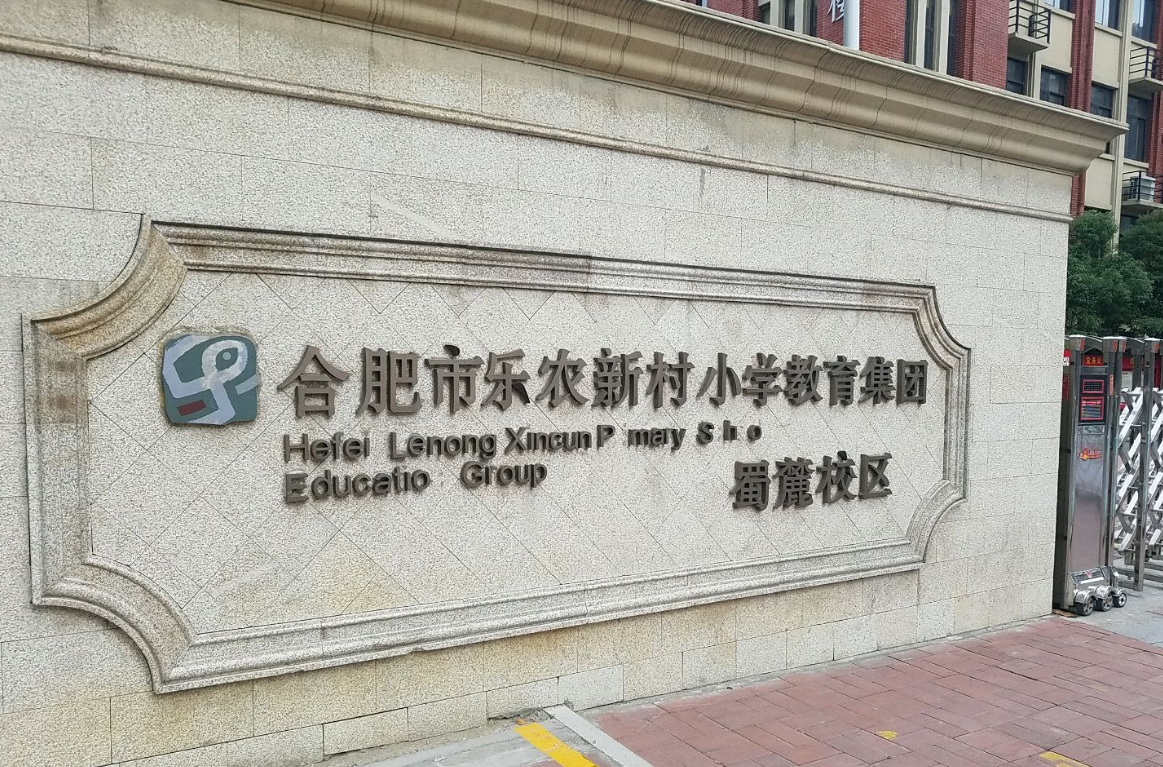 合肥市乐农新村小学教育集团
Hefei Lenong Xincun P mary S h o
Educatio Group
蜀麓校区